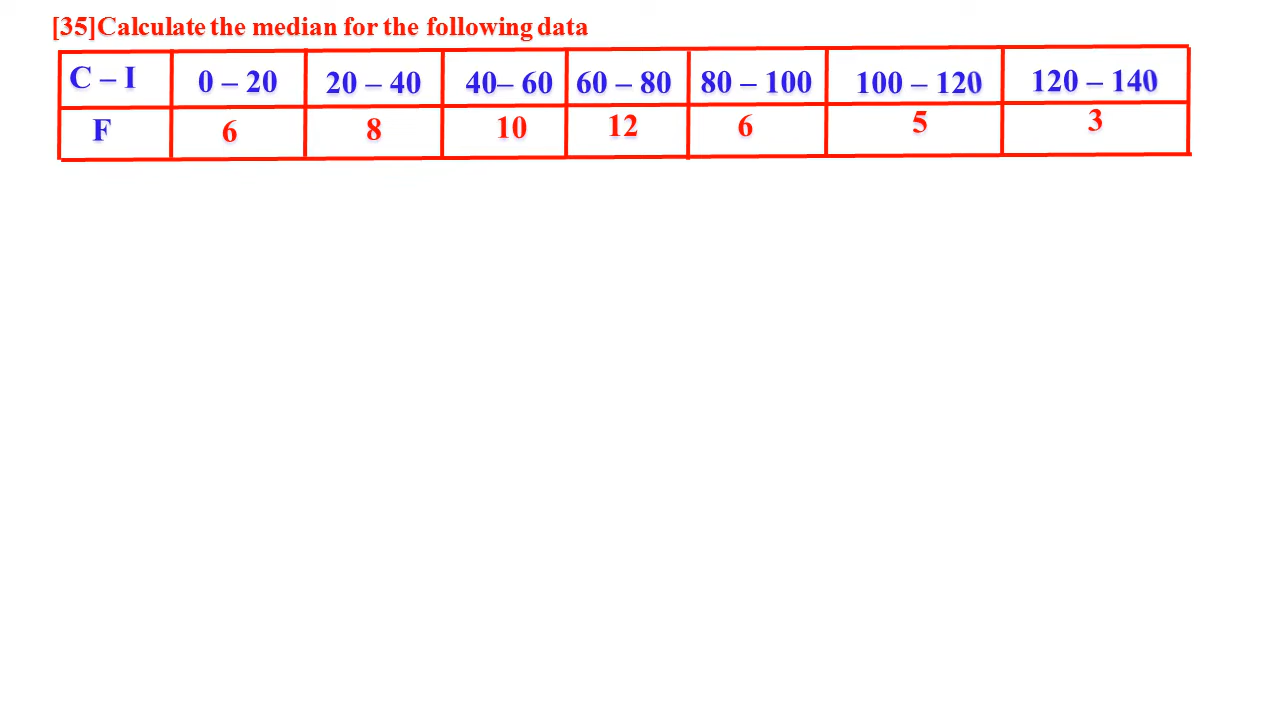 [35]Calculate the median for the following data
C – I 0 – 20 20 – 40 40– 60 60 – 80 80 – 100 100 – 120 120 – 140
F 6 8 10 12 6 5 3